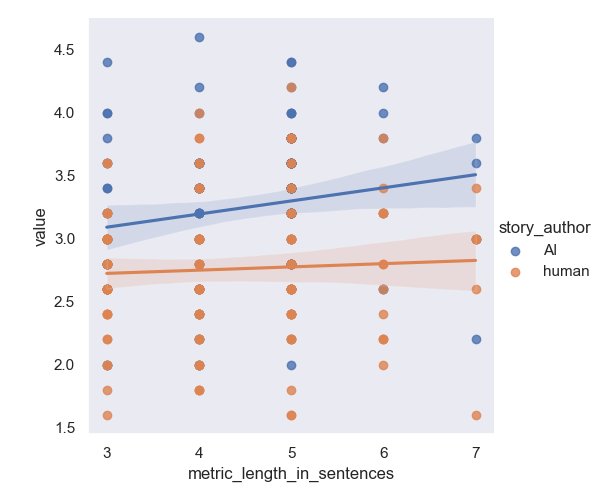 4.5
4.0
3.5
3.0
2.5
2.0
1.5
value
3 4 5 6 7
metric_length_in_sentences
story_author
AI
human